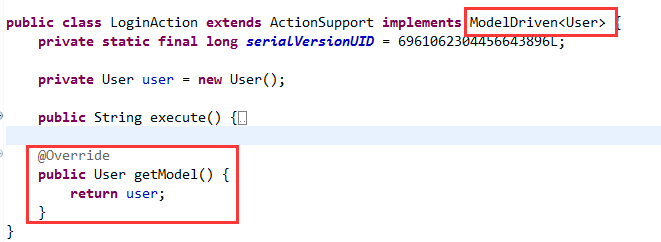 public class LoginAction extends ActionSupport implements ModelDriven<User> {
private static final long serialVersionUID = 6961062304456643896L;
private User user = new User();
public String execute() {
@Override
public User getModel() {
return user;
}
}